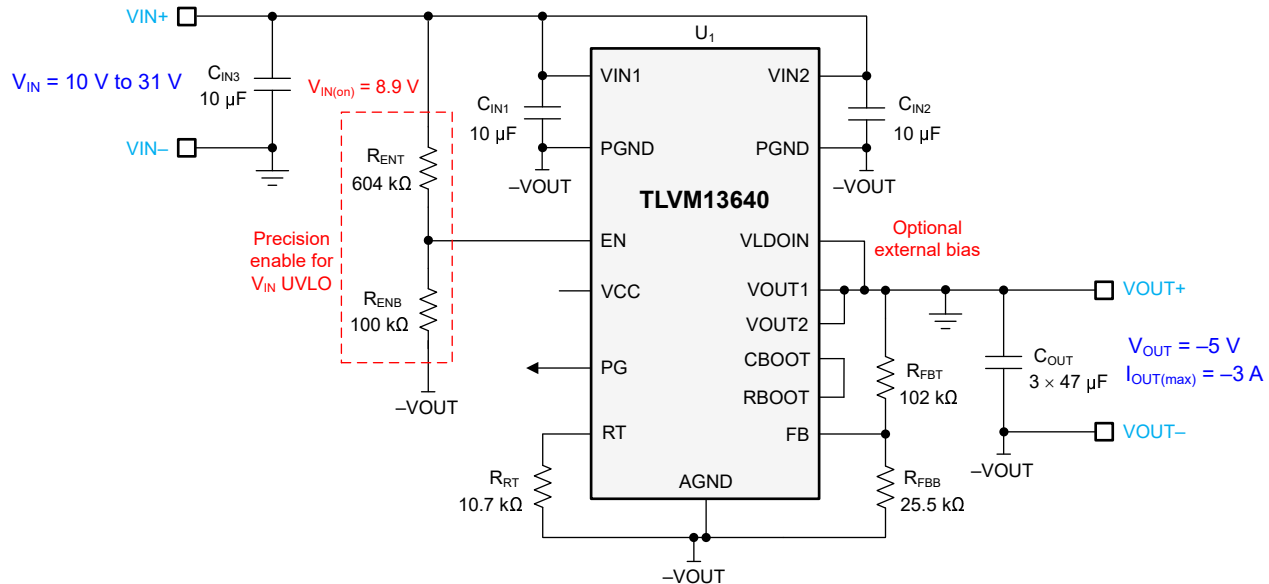 VIN+
U1
VIN = 10 V to 31 V
CIN3
10 µF
VIN(on) = 8.9 V
VIN1
VIN2
CIN1
10 µF
CIN2
10 µF
VIN–
RENT
604 kΩ
PGND
PGND
–VOUT
–VOUT
TLVM13640
Precision
enable for
VIN UVLO
EN
VLDOIN
Optional
external bias
RENB
100 kΩ
VCC
VOUT1
VOUT+
VOUT2
COUT
3 × 47 µF
VOUT = –5 V
IOUT(max) = –3 A
PG
CBOOT
RFBT
102 kΩ
–VOUT
RBOOT
RT
FB
VOUT–
–VOUT
RRT
10.7 kΩ
AGND
RFBB
25.5 kΩ
–VOUT